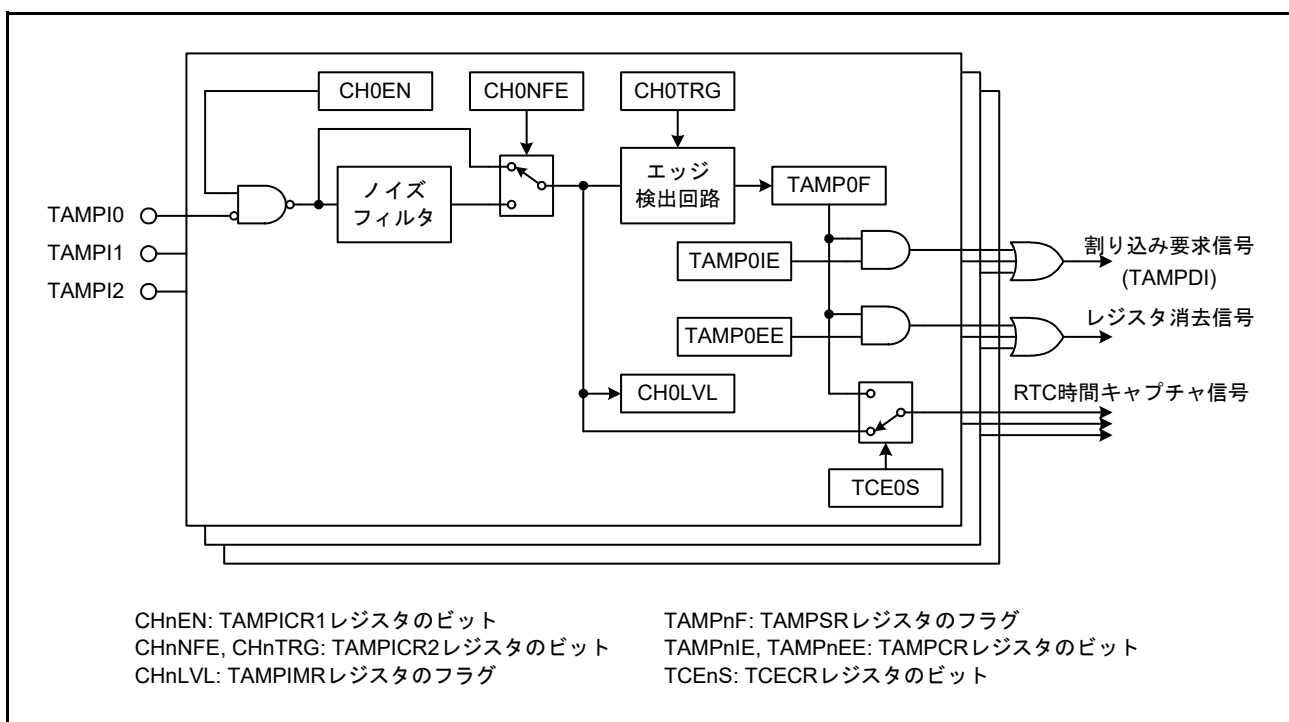 CH0EN
CH0NFE
CH0TRG
ノイズ
フィルタ
エッジ
検出回路
TAMP0F
TAMPI0
TAMPI1
TAMPI2
TAMP0IE
割り込み要求信号
(TAMPDI)
TAMP0EE
レジスタ消去信号
CH0LVL
RTC時間キャプチャ信号
TCE0S
CHnEN: TAMPICR1レジスタのビット
CHnNFE, CHnTRG: TAMPICR2レジスタのビット
CHnLVL: TAMPIMRレジスタのフラグ
TAMPnF: TAMPSRレジスタのフラグ
TAMPnIE, TAMPnEE: TAMPCRレジスタのビット
TCEnS: TCECRレジスタのビット